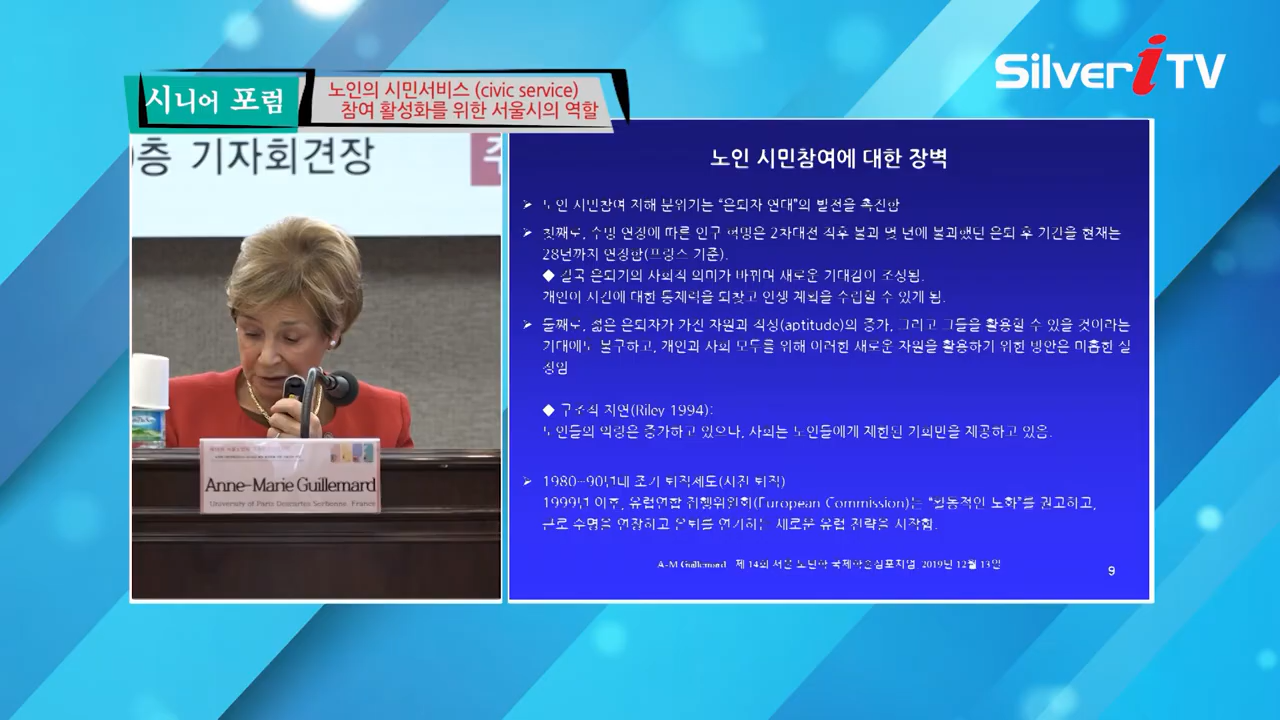 Silver i TV
시니어 포럼
노인의 시민서비스 (civic service)
참여 활성화를 위한 서울시의 역할
층 기자회견장
노인 시민참여에 대한 장벽
➢ 노인 시민참여 저해 분위기는 “은퇴자 연대”의 발전을 촉진함
➢ 첫째로, 수명 연장에 따른 인구 혁명은 2차대전 직후 불과 몇 년에 불과했던 은퇴 후 기간을 현재는
28년까지 연장함(프랑스 기준).
◆ 결국 은퇴기의 사회적 의미가 바뀌며 새로운 기대감이 조성됨.
개인이 시간에 대한 통제력을 되찾고 인생 계획을 수립할 수 있게 됨.
➢ 둘째로, 젊은 은퇴자가 가진 자원과 적성(aptitude)의 증가, 그리고 그들을 활용할 수 있을 것이라는
기대에도 불구하고, 개인과 사회 모두를 위해 이러한 새로운 자원을 활용하기 위한 방안은 미흡한 실
정임
◆ 구조적 지연(Riley 1994):
노인들의 역량은 증가하고 있으나, 사회는 노인들에게 제한된 기회만을 제공하고 있음.
➢ 1980~90년대 조기 퇴직제도(시간 퇴직)
1999년 이후, 유럽연합 집행위원회(European Commission)는 “활동적인 노화”를 권고하고,
근로 수명을 연장하고 은퇴를 연기하는 새로운 유럽 전략을 시작함.
A-M Guillemard 제 14회 서울 노년학 국제학술심포지엄 2019년 12월 13일
9
Anne-Marie Guillemard
University of Paris Descartes Sorbonne, France